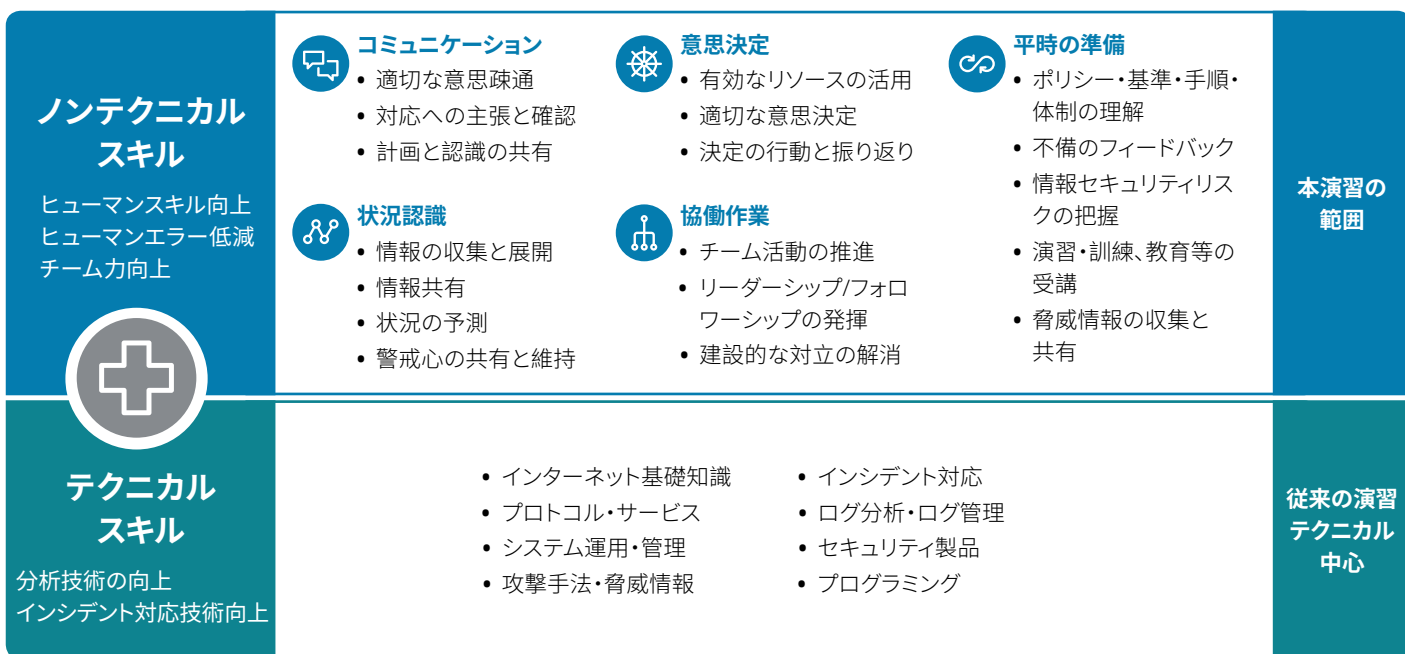 ノンテクニカル
スキル
ヒューマンスキル向上
ヒューマンエラー低減
チーム力向上
コミュニケーション
• 適切な意思疎通
• 対応への主張と確認
• 計画と認識の共有
意思決定
• 有効なリソースの活用
• 適切な意思決定
• 決定の行動と振り返り
平時の準備
• ポリシー・基準・手順・
体制の理解
• 不備のフィードバック
• 情報セキュリティリス
クの把握
• 演習・訓練、教育等の
受講
• 脅威情報の収集と
共有
状況認識
• 情報の収集と展開
• 情報共有
• 状況の予測
• 警戒心の共有と維持
協働作業
• チーム活動の推進
• リーダーシップ/フォロ
ワーシップの発揮
• 建設的な対立の解消
本演習の
範囲
テクニカル
スキル
分析技術の向上
インシデント対応技術向上
• インターネット基礎知識
• プロトコル・サービス
• システム運用・管理
• 攻撃手法・脅威情報
• インシデント対応
• ログ分析・ログ管理
• セキュリティ製品
• プログラミング
従来の演習
テクニカル
中心